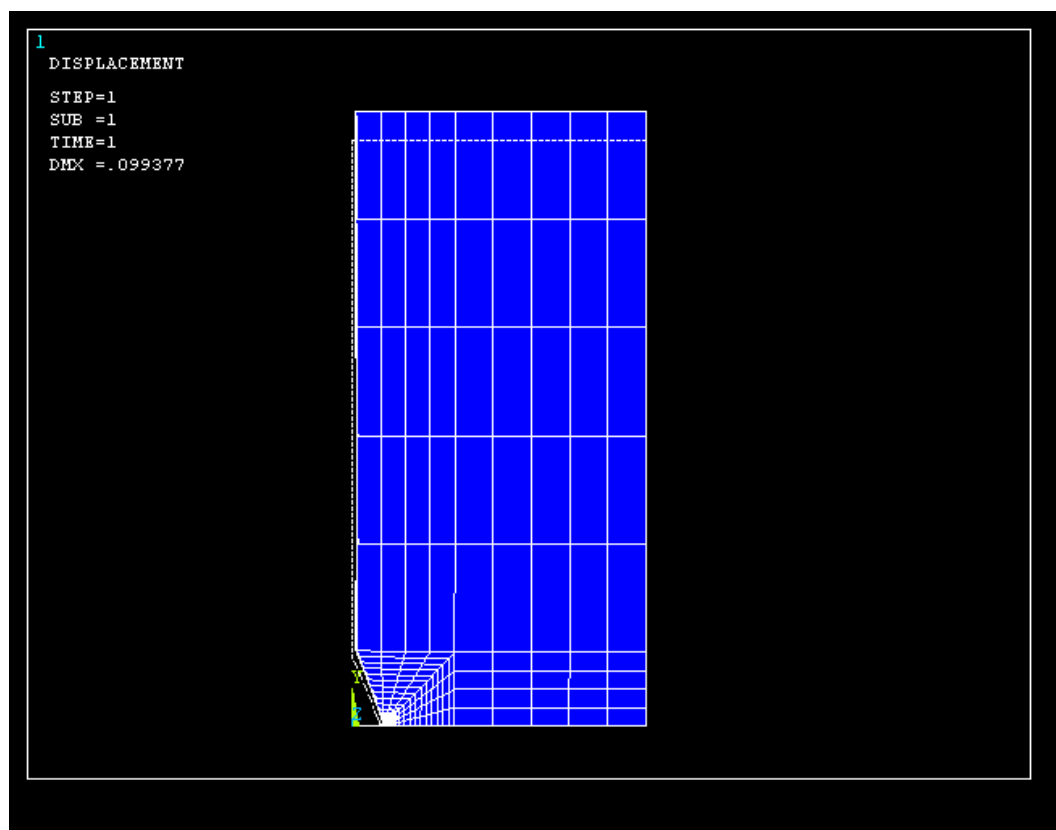 1
DISPLACEMENT
STEP=1
SUB =1
TIME=1
DMX =.099377
Y
Z